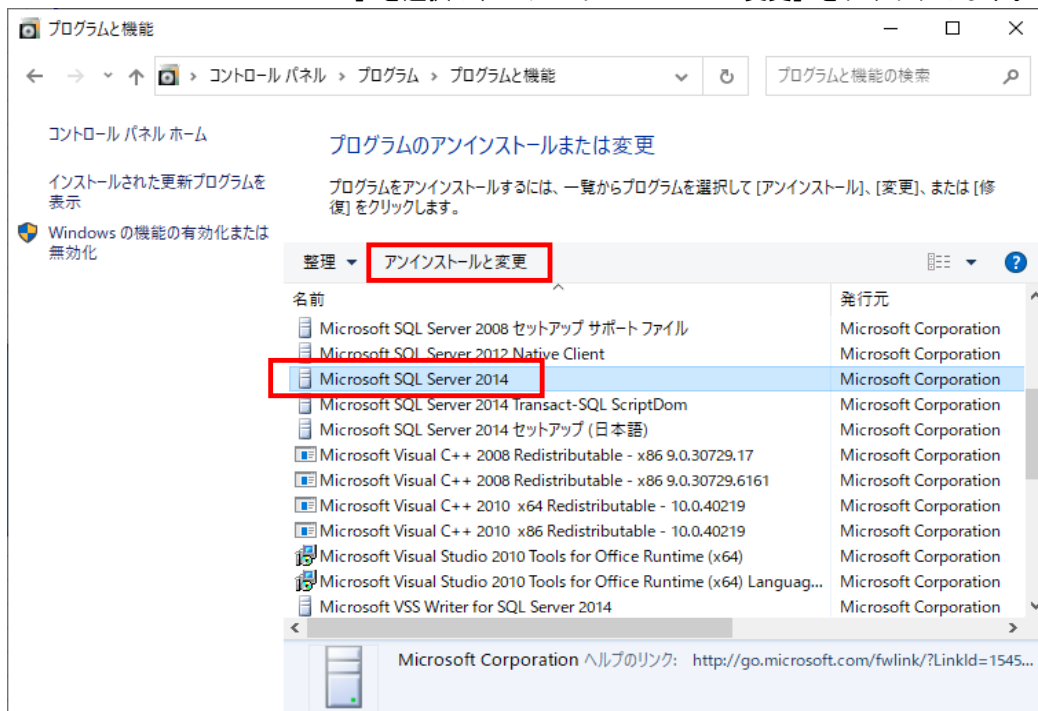 プログラムと機能
コントロール パネル > プログラム > プログラムと機能
プログラムと機能の検索
コントロール パネル ホーム
インストールされた更新プログラムを
表示
Windows の機能の有効化または
無効化
プログラムのアンインストールまたは変更
プログラムをアンインストールするには、一覧からプログラムを選択して [アンインストール]、[変更]、または [修
復] をクリックします。
整理 アンインストールと変更
名前 発行元
Microsoft SQL Server 2008 セットアップ サポート ファイル Microsoft Corporation
Microsoft SQL Server 2012 Native Client Microsoft Corporation
Microsoft SQL Server 2014 Microsoft Corporation
Microsoft SQL Server 2014 Transact-SQL ScriptDom Microsoft Corporation
Microsoft SQL Server 2014 セットアップ (日本語) Microsoft Corporation
Microsoft Visual C++ 2008 Redistributable - x86 9.0.30729.17 Microsoft Corporation
Microsoft Visual C++ 2008 Redistributable - x86 9.0.30729.6161 Microsoft Corporation
Microsoft Visual C++ 2010 x64 Redistributable - 10.0.40219 Microsoft Corporation
Microsoft Visual C++ 2010 x86 Redistributable - 10.0.40219 Microsoft Corporation
Microsoft Visual Studio 2010 Tools for Office Runtime (x64) Microsoft Corporation
Microsoft Visual Studio 2010 Tools for Office Runtime (x64) Languag... Microsoft Corporation
Microsoft VSS Writer for SQL Server 2014 Microsoft Corporation
Microsoft Corporation ヘルプのリンク: http://go.microsoft.com/fwlink/?LinkId=1545...